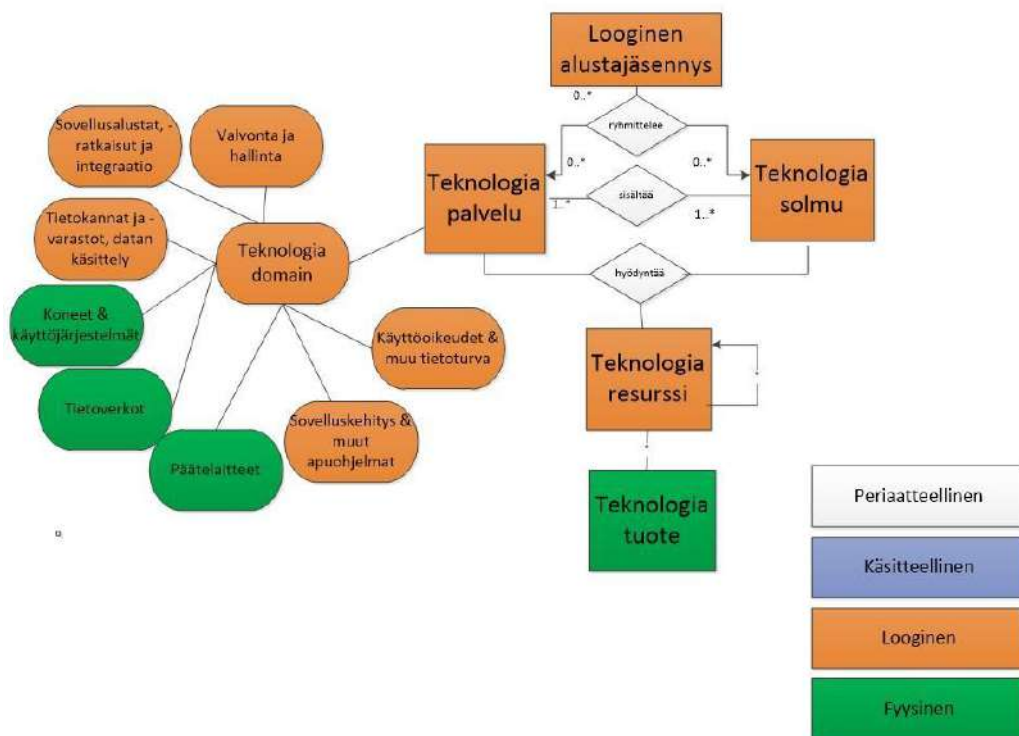 Looginen
alustajäsennys
0..*
ryhmittelee
0..*
0..*
Sovellusalustat, -
ratkaisut ja
integraatio
Valvonta ja
hallinta
Teknologia
palvelu
sisältää
1..*
1..*
Teknologia
solmu
Tietokannat ja -
varastot, datan
käsittely
Teknologia
domain
hyödyntää
Koneet &
käyttöjärjestelmät
Käyttöoikeudet &
muu tietoturva
Teknologia
resurssi
Tietoverkot
Sovelluskehitys &
muut
apuohjelmat
Päätelaitteet
Teknologia
tuote
Periaatteellinen
Käsitteellinen
Looginen
Fyysinen